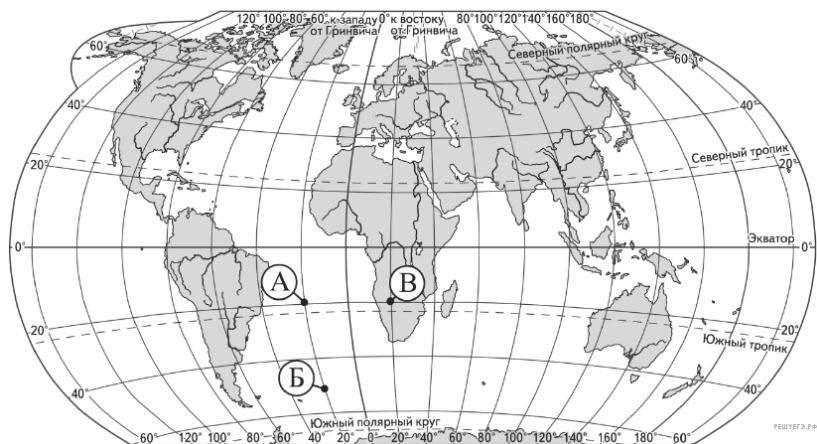 120° 100° 80° 60° к западу 0° к востоку 80° 100° 120° 140° 160° 180°
от Гринвича от Гринвича
Северный полярный круг
60° 60°
40° 40°
Северный тропик
20° 20°
Экватор
0° 0°
А В
20° 20°
Южный тропик
Б
40° 40°
Южный полярный круг
60° 120° 100° 80° 60° 40° 20° 0° 20° 40° 60° 80° 100° 120° 140° 160° 180° 60°
РЕШУЕГЭ.РФ